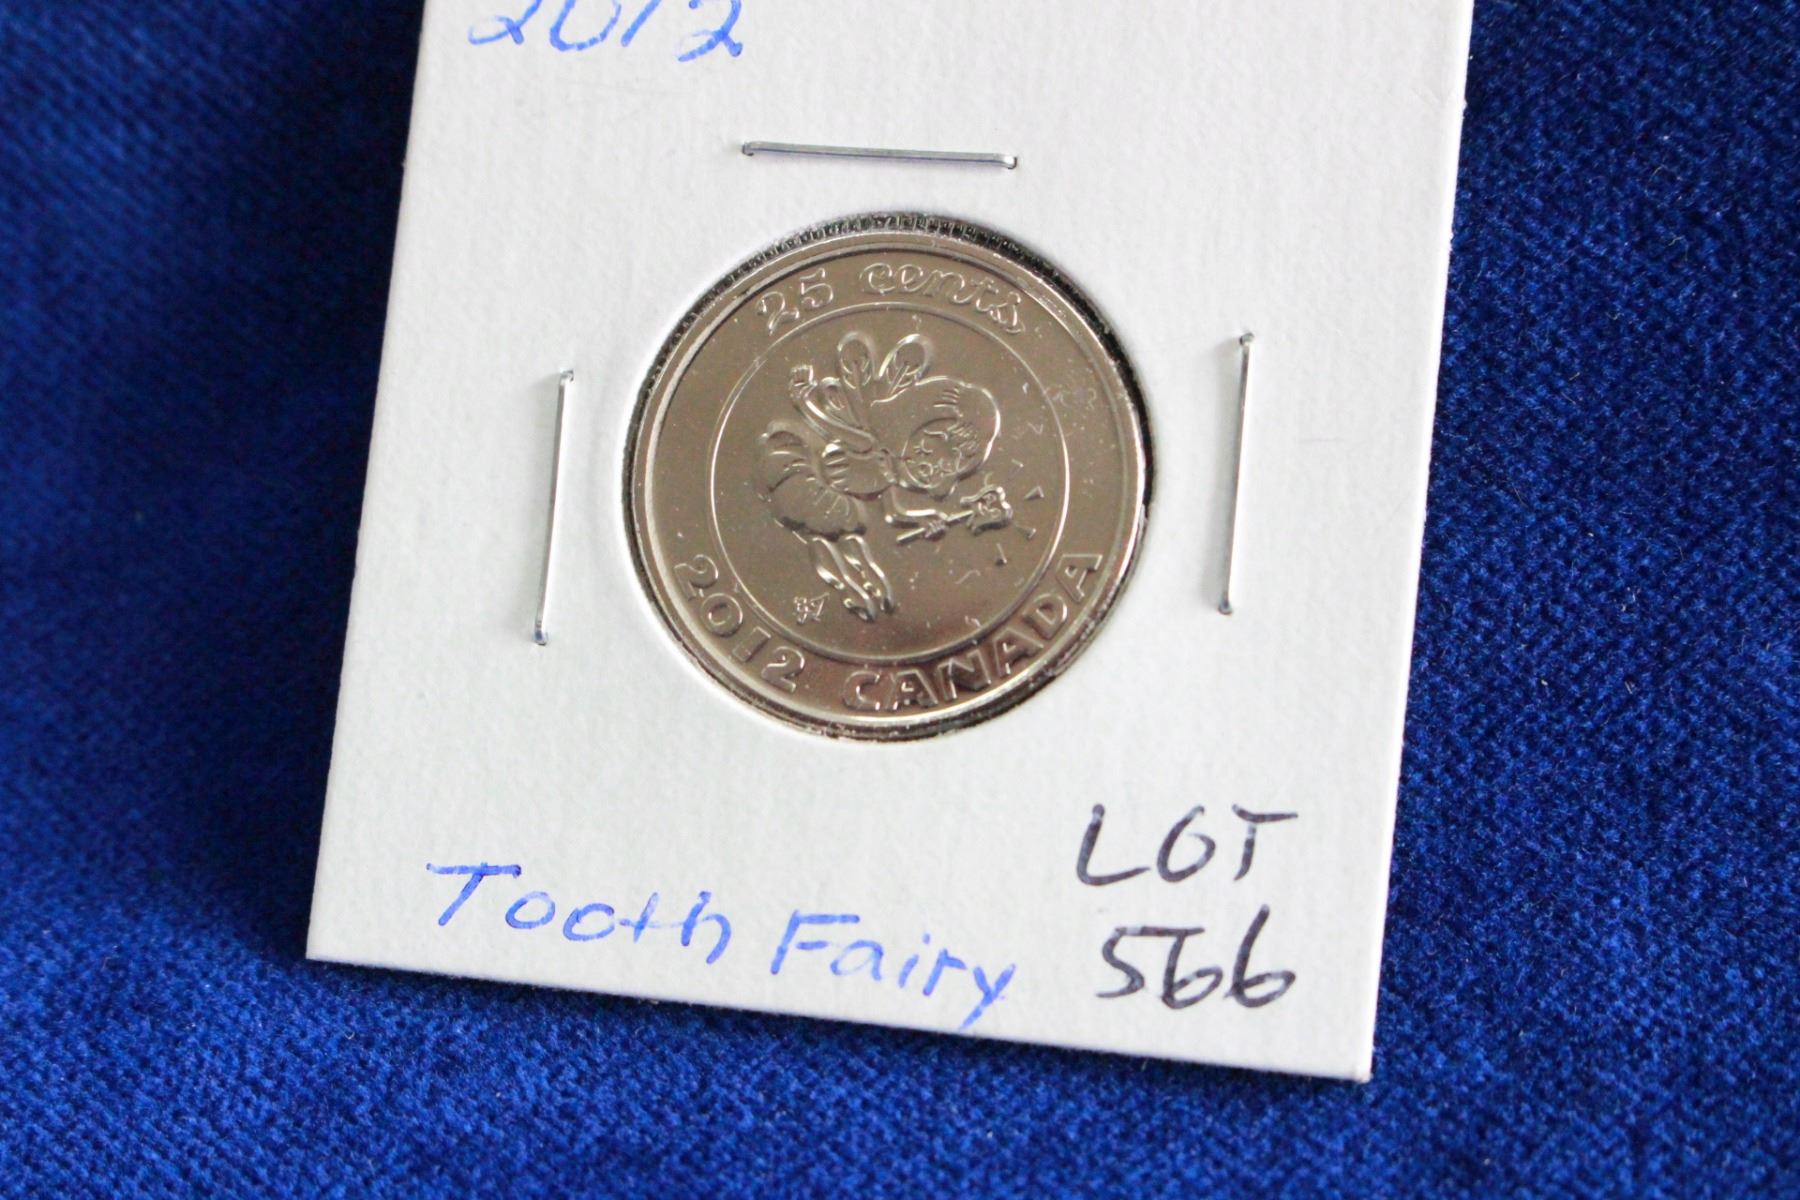 2012
25 cents
2012 CANADA
LOT
566
Tooth Fairy